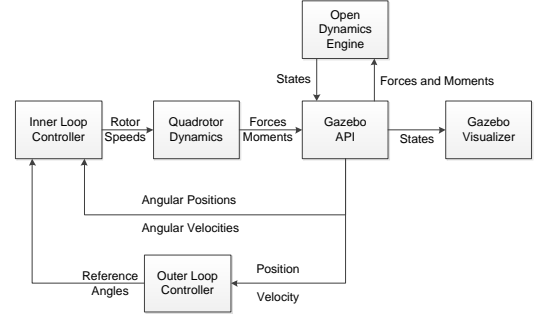 Open
Dynamics
Engine
States
Forces and Moments
Inner Loop
Controller
Rotor
Speeds
Quadrotor
Dynamics
Forces
Moments
Gazebo
API
States
Gazebo
Visualizer
Angular Positions
Angular Velocities
Reference
Angles
Outer Loop
Controller
Position
Velocity